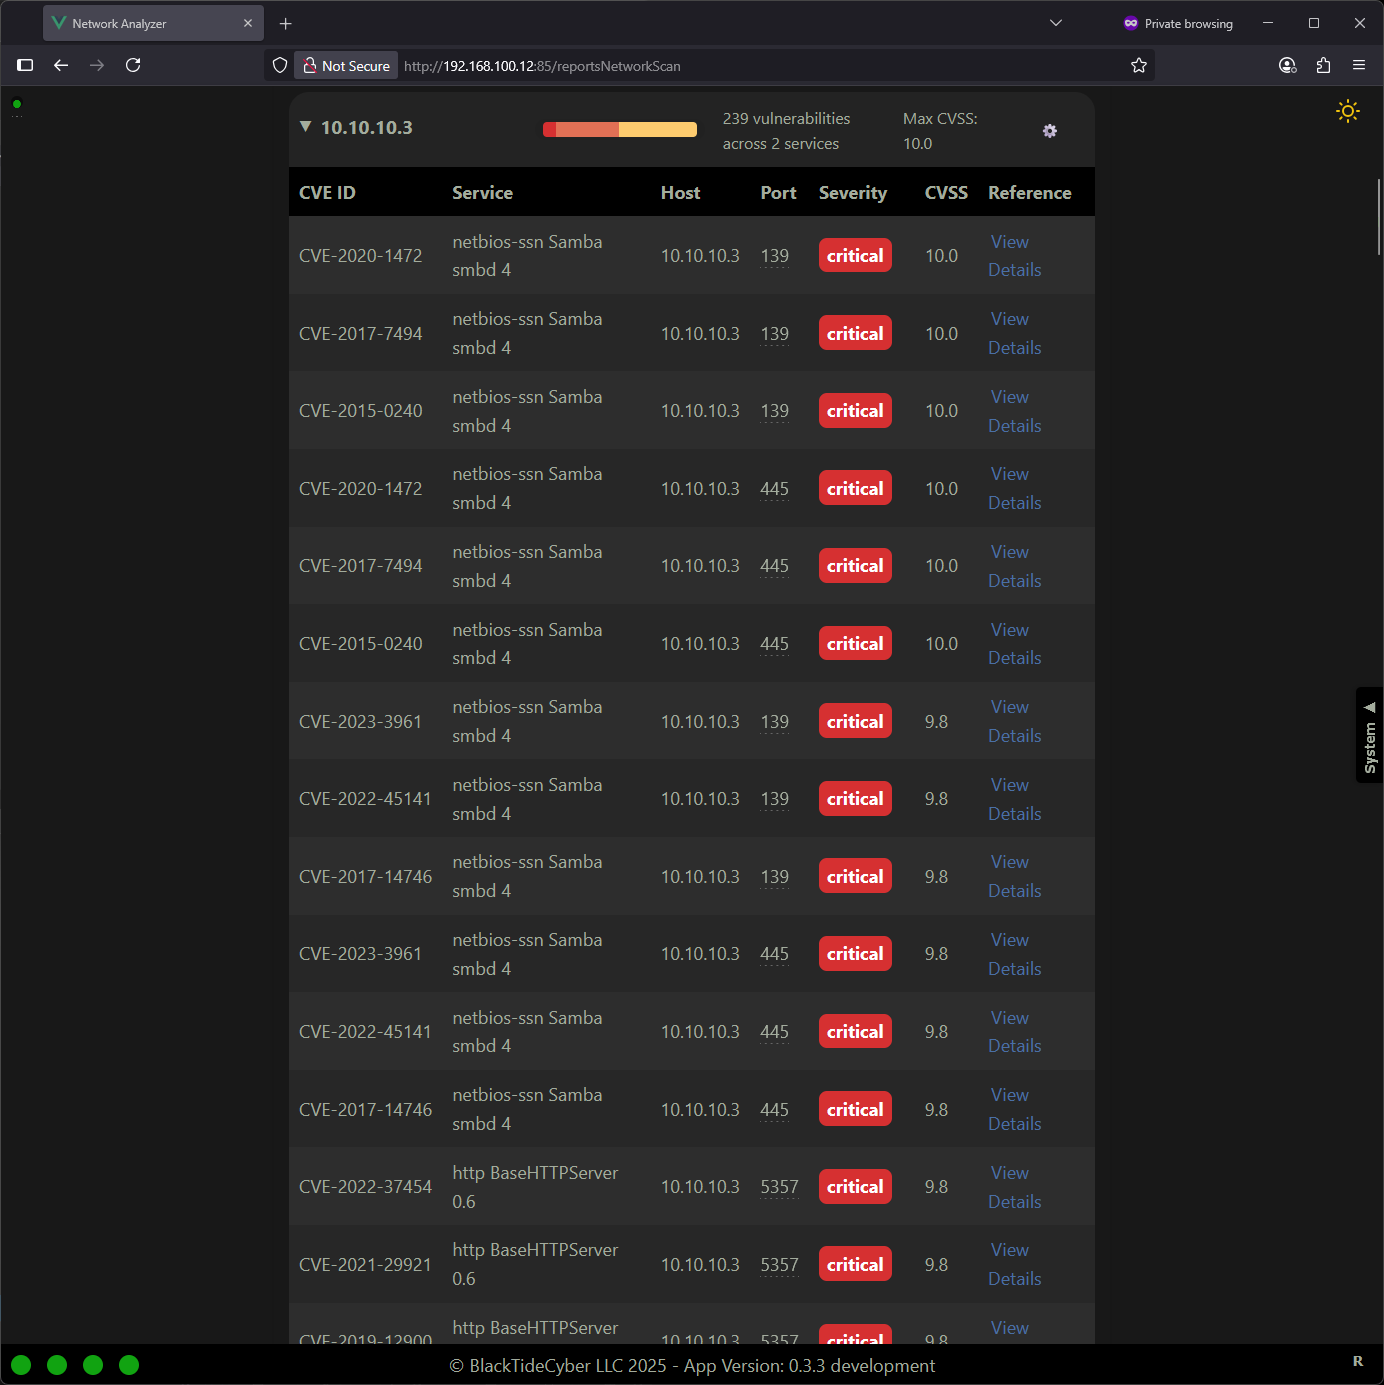 Network Analyzer
Private browsing
Not Secure
http://192.168.100.12:85/reportsNetworkScan
▼ 10.10.10.3
239 vulnerabilities
across 2 services
Max CVSS:
10.0
CVE ID Service Host Port Severity CVSS Reference
CVE-2020-1472 netbios-ssn Samba smbd 4 10.10.10.3 139 critical 10.0 View Details
CVE-2017-7494 netbios-ssn Samba smbd 4 10.10.10.3 139 critical 10.0 View Details
CVE-2015-0240 netbios-ssn Samba smbd 4 10.10.10.3 139 critical 10.0 View Details
CVE-2020-1472 netbios-ssn Samba smbd 4 10.10.10.3 445 critical 10.0 View Details
CVE-2017-7494 netbios-ssn Samba smbd 4 10.10.10.3 445 critical 10.0 View Details
CVE-2015-0240 netbios-ssn Samba smbd 4 10.10.10.3 445 critical 10.0 View Details
CVE-2023-3961 netbios-ssn Samba smbd 4 10.10.10.3 139 critical 9.8 View Details
CVE-2022-45141 netbios-ssn Samba smbd 4 10.10.10.3 139 critical 9.8 View Details
CVE-2017-14746 netbios-ssn Samba smbd 4 10.10.10.3 139 critical 9.8 View Details
CVE-2023-3961 netbios-ssn Samba smbd 4 10.10.10.3 445 critical 9.8 View Details
CVE-2022-45141 netbios-ssn Samba smbd 4 10.10.10.3 445 critical 9.8 View Details
CVE-2017-14746 netbios-ssn Samba smbd 4 10.10.10.3 445 critical 9.8 View Details
CVE-2022-37454 http BaseHTTPServer 0.6 10.10.10.3 5357 critical 9.8 View Details
CVE-2021-29921 http BaseHTTPServer 0.6 10.10.10.3 5357 critical 9.8 View Details
CVE-2019-12900 http BaseHTTPServer 10.10.10.3 5357 critical 9.8 View
System ◀
© BlackTideCyber LLC 2025 - App Version: 0.3.3 development
R